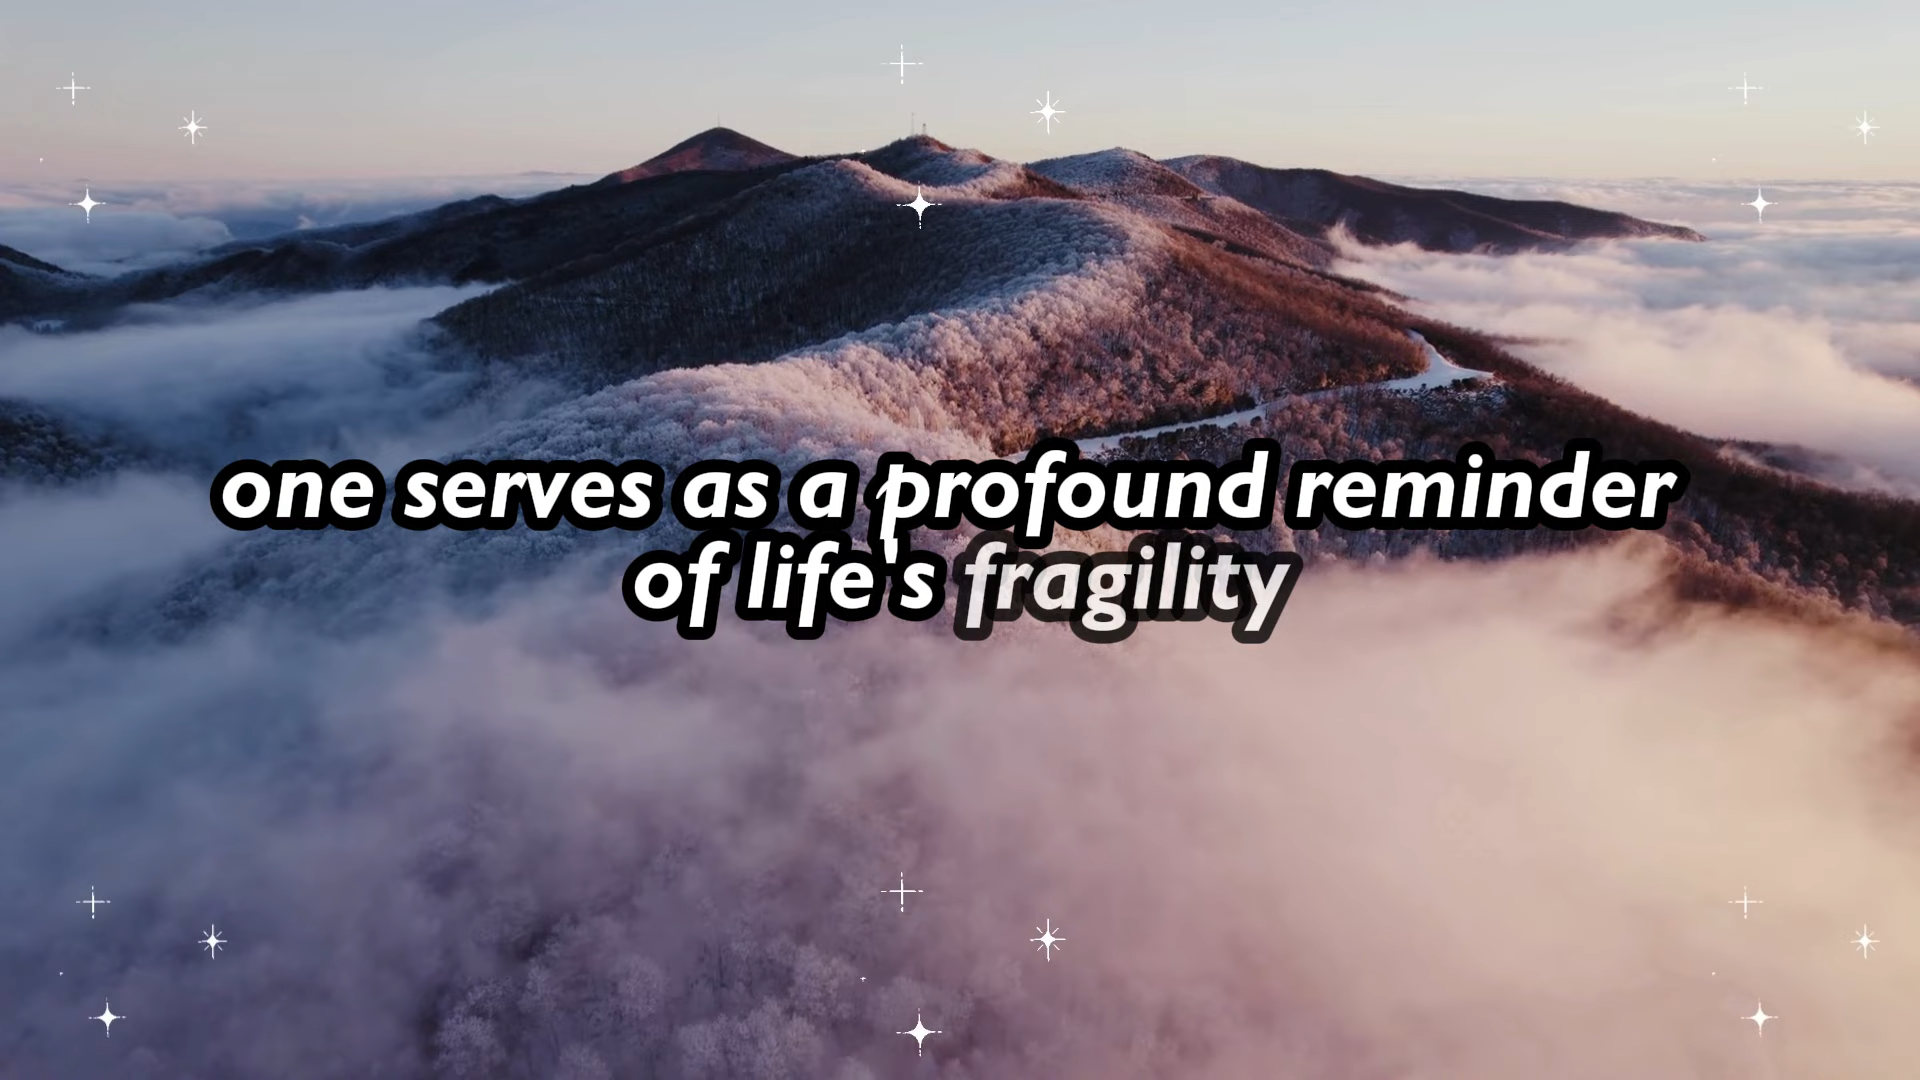 one serves as a profound reminder
of life's fragility